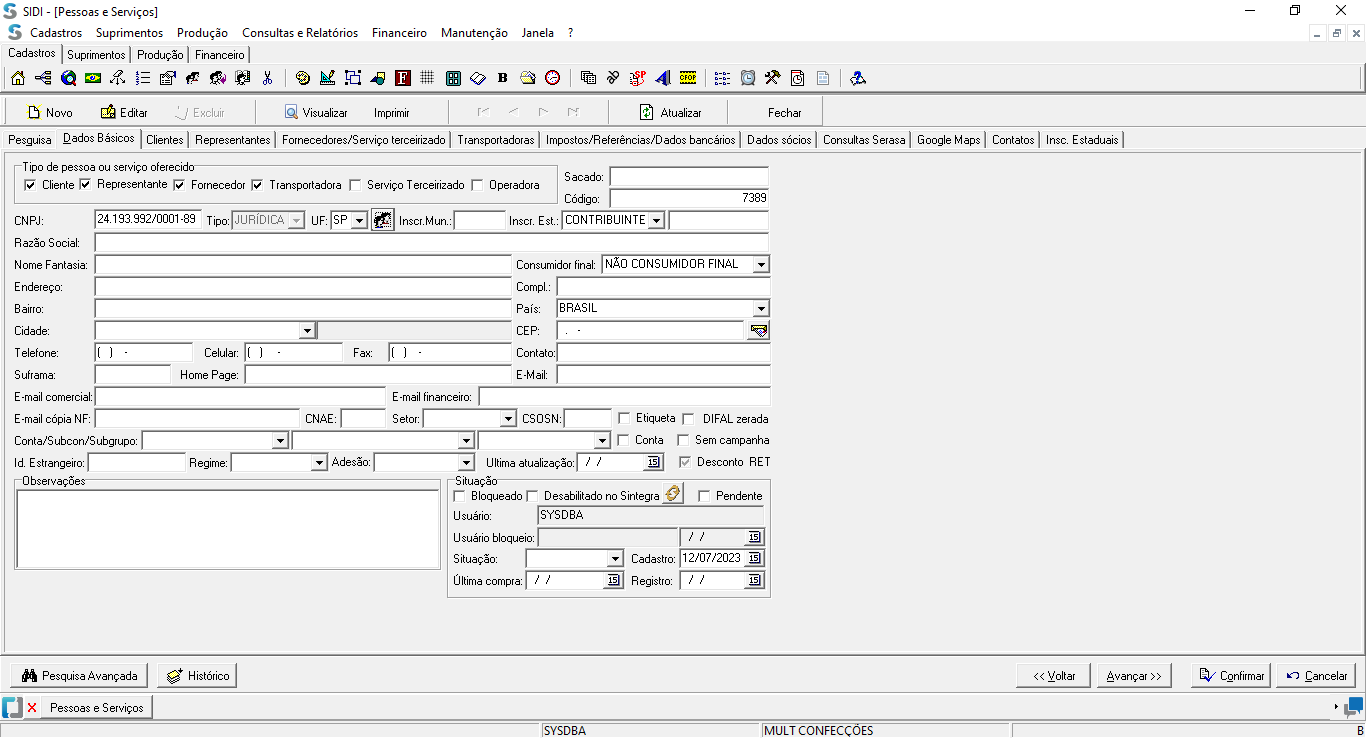 SIDI - [Pessoas e Serviços]
Cadastros Suprimentos Produção Consultas e Relatórios Financeiro Manutenção Janela ?
Cadastros Suprimentos Produção Financeiro
Novo Editar Excluir Visualizar Imprimir Atualizar Fechar
Pesquisa Dados Básicos Clientes Representantes Fornecedores/Serviço terceirizado Transportadoras Impostos/Referências/Dados bancários Dados sócios Consultas Serasa Google Maps Contatos Insc. Estaduais
Tipo de pessoa ou serviço oferecido
Cliente Representante Fornecedor Transportadora Serviço Terceirizado Operadora
Sacado:
Código: 7389
CNPJ: 24.193.992/0001-89 Tipo: JURÍDICA UF: SP Inscr.Mun.: Inscr. Est.: CONTRIBUINTE
Razão Social:
Nome Fantasia: Consumidor final: NÃO CONSUMIDOR FINAL
Endereço: Compl.:
Bairro: País: BRASIL
Cidade: CEP: . -
Telefone: ( ) - Celular: ( ) - Fax: ( ) - Contato:
Suframa: Home Page: E-Mail:
E-mail comercial: E-mail financeiro:
E-mail cópia NF: CNAE: Setor: CSOSN: Etiqueta DIFAL zerada
Conta/Subcon/Subgrupo: Conta Sem campanha
Id. Estrangeiro: Regime: Adesão: Ultima atualização: / / 15 Desconto RET
Observações
Situação
Bloqueado Desabilitado no Sintegra Pendente
Usuário: SYSDBA
Usuário bloqueio: / / 15
Situação: Cadastro: 12/07/2023 15
Última compra: / / 15 Registro: / / 15
Pesquisa Avançada Histórico << Voltar Avançar >> Confirmar Cancelar
Pessoas e Serviços
SYSDBA MULT CONFECÇÕES B